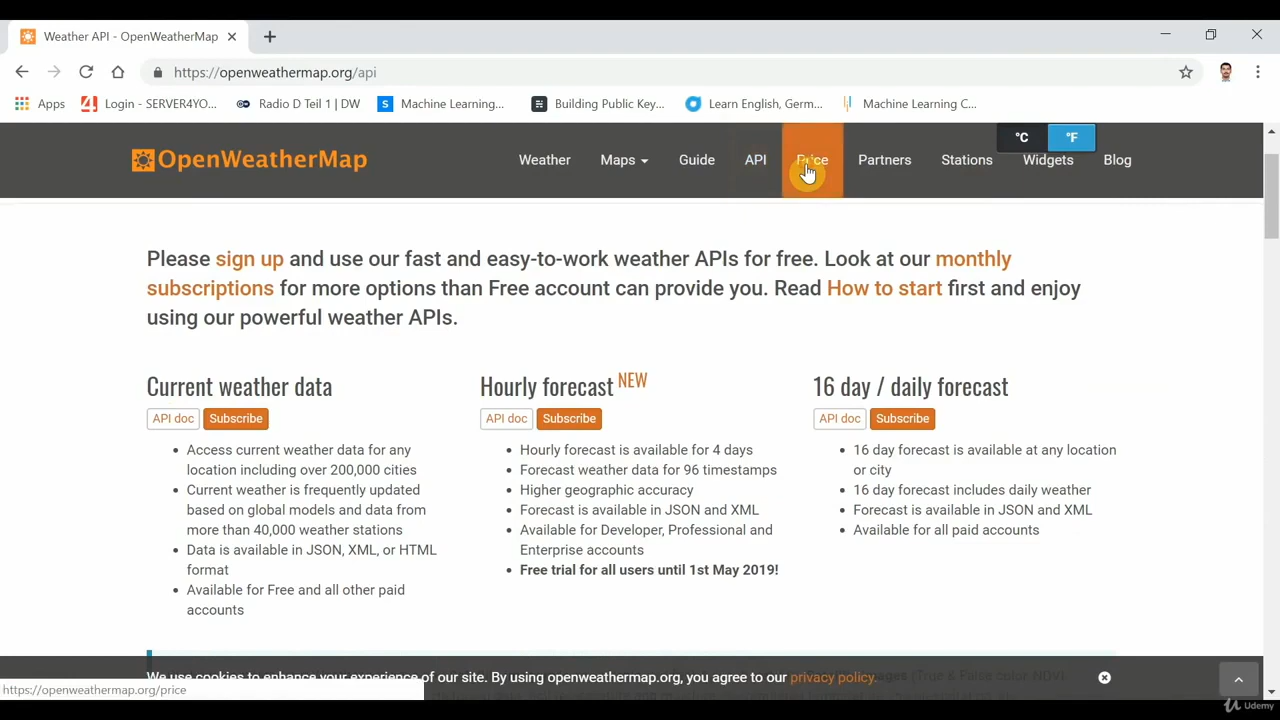 Weather API - OpenWeatherMap
https://openweathermap.org/api
Apps Login - SERVER4YO... Radio D Teil 1 | DW Machine Learning... Building Public Key... Learn English, Germ... Machine Learning C...
°C °F
OpenWeatherMap Weather Maps Guide API Price Partners Stations Widgets Blog
Please sign up and use our fast and easy-to-work weather APIs for free. Look at our monthly
subscriptions for more options than Free account can provide you. Read How to start first and enjoy
using our powerful weather APIs.
Current weather data
API doc Subscribe
• Access current weather data for any
location including over 200,000 cities
• Current weather is frequently updated
based on global models and data from
more than 40,000 weather stations
• Data is available in JSON, XML, or HTML
format
• Available for Free and all other paid
accounts
Hourly forecast NEW
API doc Subscribe
• Hourly forecast is available for 4 days
• Forecast weather data for 96 timestamps
• Higher geographic accuracy
• Forecast is available in JSON and XML
• Available for Developer, Professional and
Enterprise accounts
• Free trial for all users until 1st May 2019!
16 day / daily forecast
API doc Subscribe
• 16 day forecast is available at any location
or city
• 16 day forecast includes daily weather
• Forecast is available in JSON and XML
• Available for all paid accounts
We use cookies to enhance your experience of our site. By using openweathermap.org, you agree to our privacy policy.
https://openweathermap.org/price
Udemy